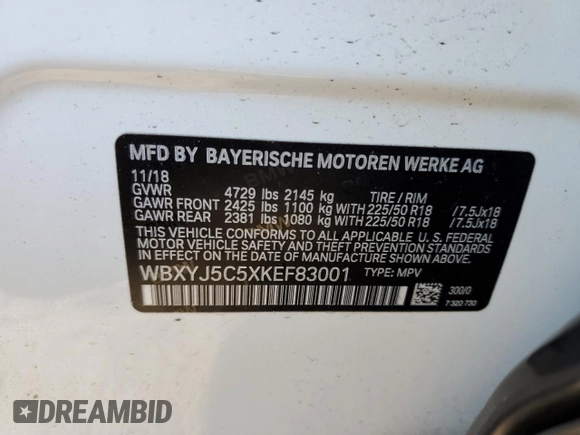 MFD BY BAYERISCHE MOTOREN WERKE AG
11/18
GVWR 4729 lbs 2145 kg TIRE / RIM
GAWR FRONT 2425 lbs 1100 kg WITH 225/50 R18 /7.5Jx18
GAWR REAR 2381 lbs 1080 kg WITH 225/50 R18 /7.5Jx18
THIS VEHICLE CONFORMS TO ALL APPLICABLE U.S. FEDERAL
MOTOR VEHICLE SAFETY AND THEFT PREVENTION STANDARDS
IN EFFECT ON THE DATE OF MANUFACTURE SHOWN ABOVE.
WBXYJ5C5XKEF83001 TYPE: MPV
300/0
7 320 730
DREAMBID